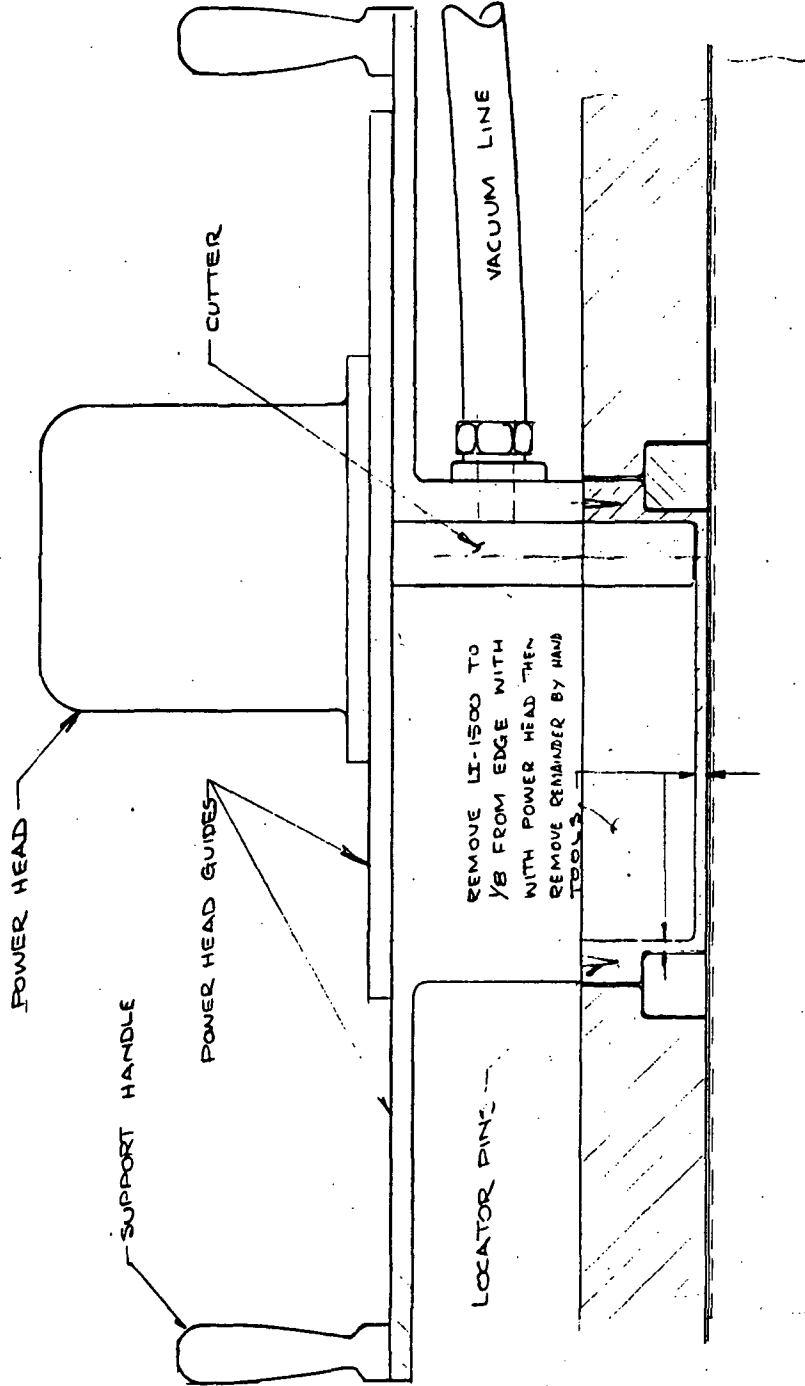 POWER HEAD
SUPPORT HANDLE
POWER HEAD GUIDES
CUTTER
VACUUM LINE
REMOVE LI-1500 TO
1/8 FROM EDGE WITH
WITH POWER HEAD THEN
REMOVE REMAINDER BY HAND
TOOLS.
LOCATOR PINS